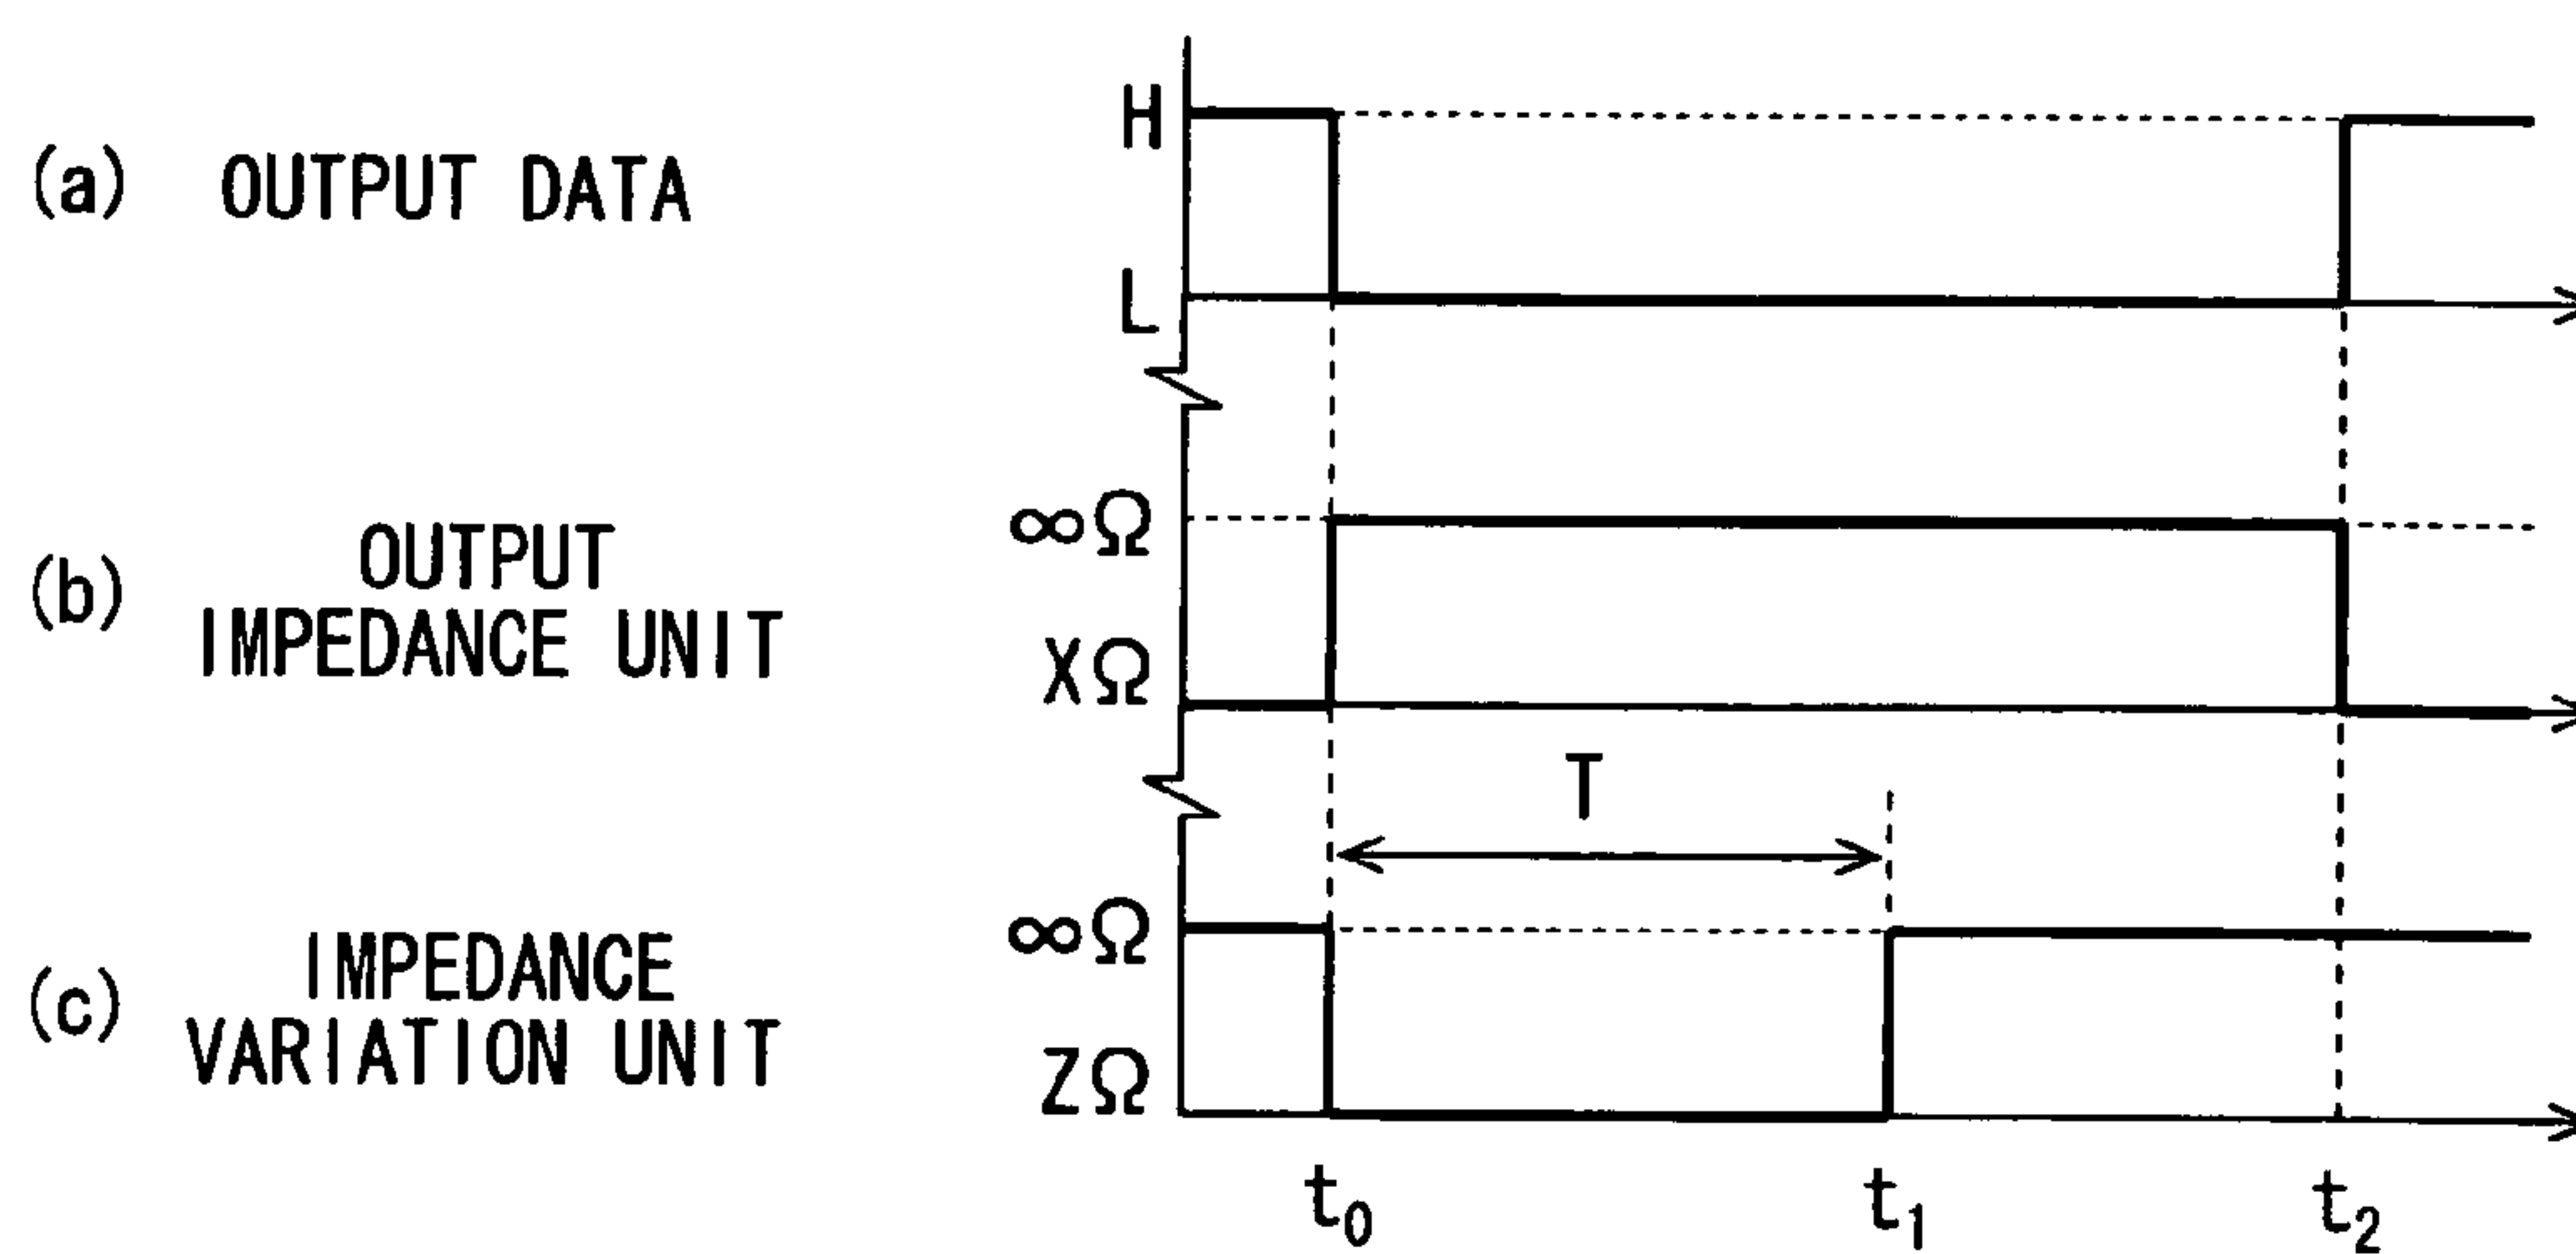 (a) OUTPUT DATA
H
L
(b) OUTPUT
IMPEDANCE UNIT
∞Ω
XΩ
T
(c) IMPEDANCE
VARIATION UNIT
∞Ω
ZΩ
t₀ t₁ t₂